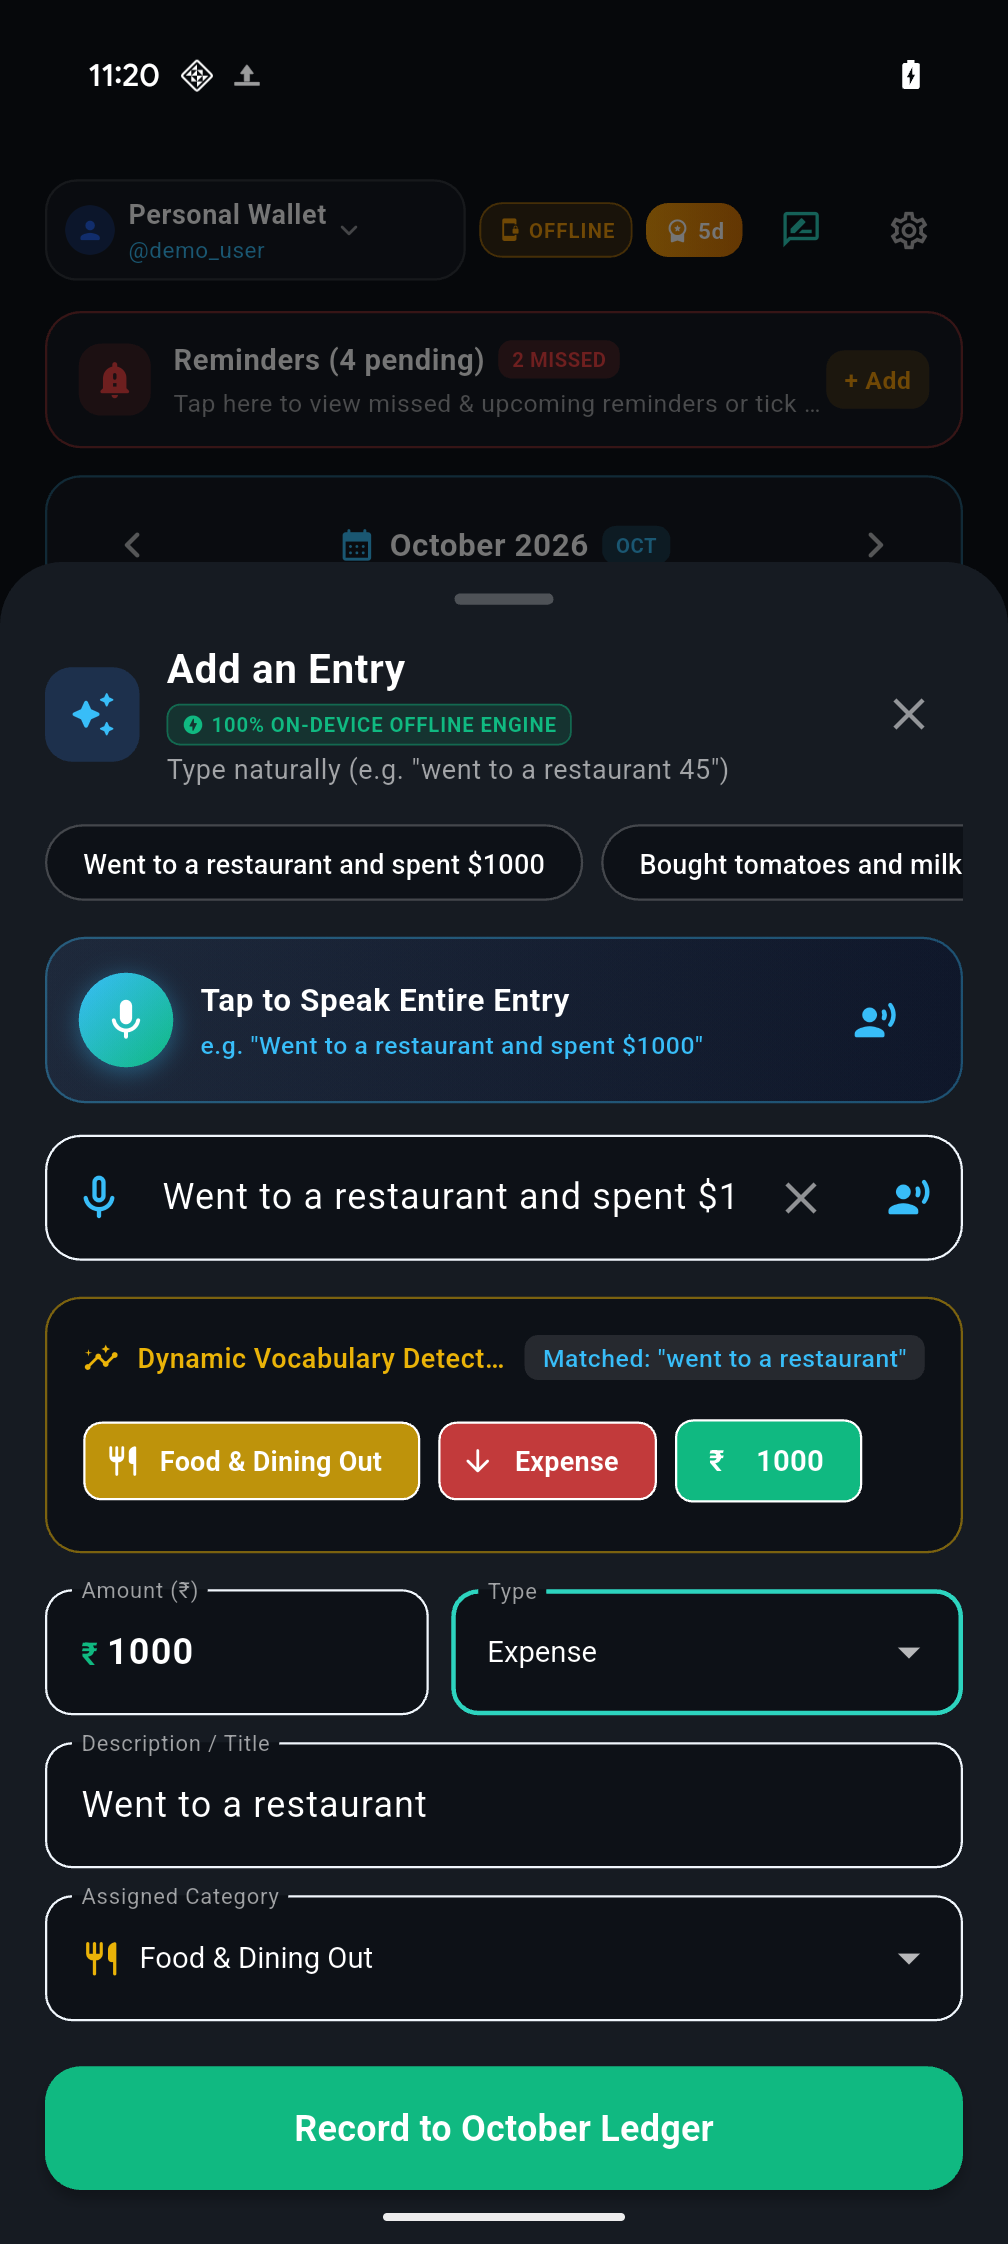 11:20
Personal Wallet
@demo_user
OFFLINE
5d
Reminders (4 pending)
2 MISSED
Tap here to view missed & upcoming reminders or tick ...
+ Add
October 2026
OCT
Add an Entry
100% ON-DEVICE OFFLINE ENGINE
Type naturally (e.g. "went to a restaurant 45")
Went to a restaurant and spent $1000
Bought tomatoes and milk
Tap to Speak Entire Entry
e.g. "Went to a restaurant and spent $1000"
Went to a restaurant and spent $1
Dynamic Vocabulary Detect...
Matched: "went to a restaurant"
Food & Dining Out
Expense
₹ 1000
Amount (₹)
₹ 1000
Type
Expense
Description / Title
Went to a restaurant
Assigned Category
Food & Dining Out
Record to October Ledger